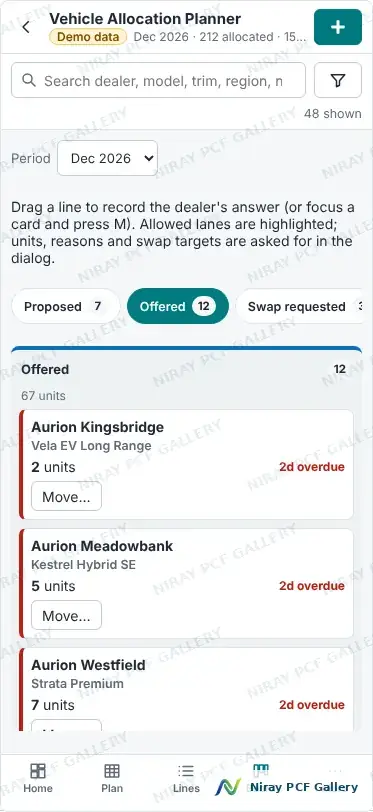 Vehicle Allocation Planner
Demo data Dec 2026 · 212 allocated · 15...
Search dealer, model, trim, region, n
48 shown
Period Dec 2026
Drag a line to record the dealer's answer (or focus a
card and press M). Allowed lanes are highlighted;
units, reasons and swap targets are asked for in the
dialog.
Proposed 7 Offered 12 Swap requested
Offered 12
67 units
Aurion Kingsbridge
Vela EV Long Range
2 units 2d overdue
Move...
Aurion Meadowbank
Kestrel Hybrid SE
5 units 2d overdue
Move...
Aurion Westfield
Strata Premium
7 units 2d overdue
Home Plan Lines
Niray PCF Gallery
NIRAY PCF GALLERY